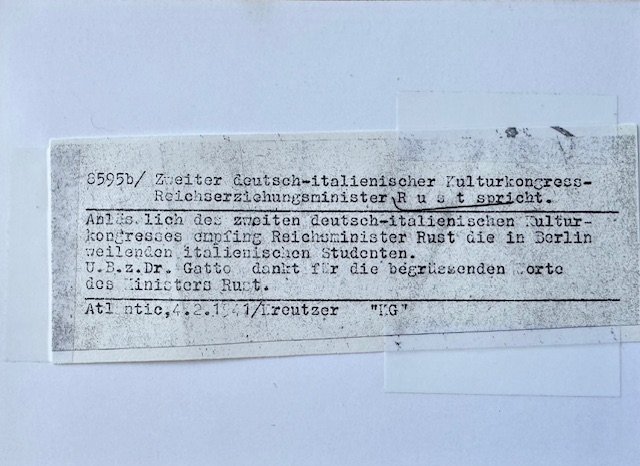 8595b/ Zweiter deutsch-italienischer Kulturkongress-
Reichserziehungsminister R u s t spricht.
Anlässlich des zweiten deutsch-italienischen Kultur-
kongresses empfing Reichsminister Rust die in Berlin
weilenden italienischen Studenten.
U.B.z.Dr. Gatto dankt für die begrüssenden Worte
des Ministers Rust.
Atlantic,4.2.1941/Kreutzer "KG"